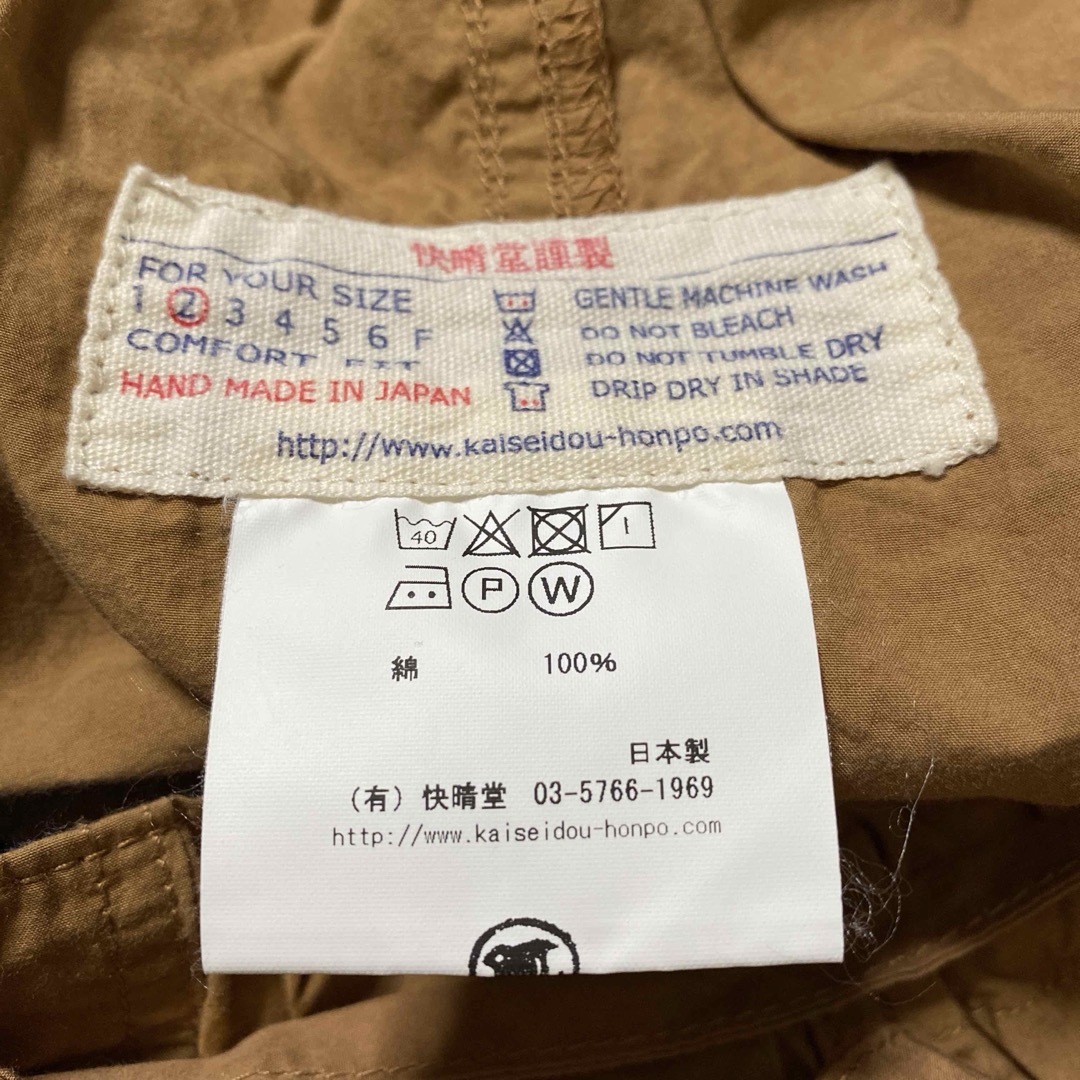 快晴堂謹製
FOR YOUR SIZE
1 2 3 4 5 6 F
COMFORT FIT
HAND MADE IN JAPAN
GENTLE MACHINE WASH
DO NOT BLEACH
DO NOT TUMBLE DRY
DRIP DRY IN SHADE
http://www.kaiseidou-honpo.com
40
P W
綿 100%
日本製
(有) 快晴堂 03-5766-1969
http://www.kaiseidou-honpo.com